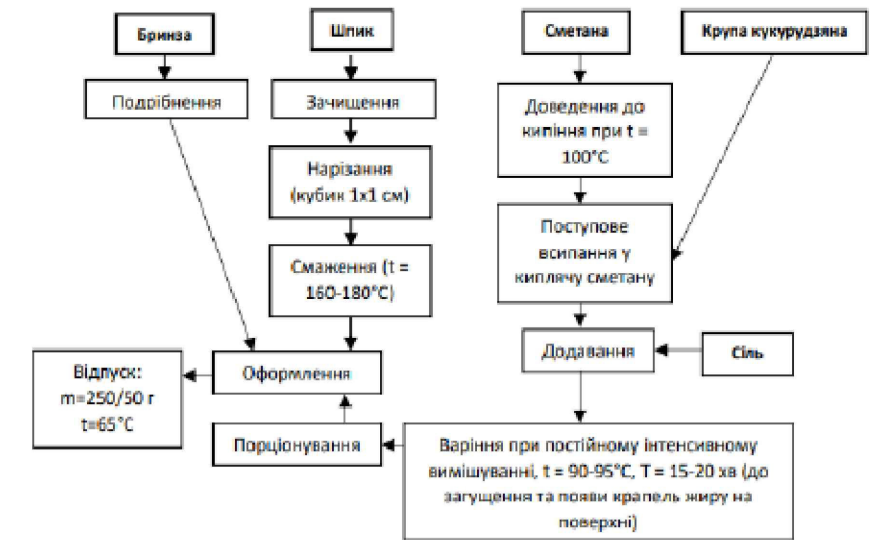 Бринза
Шпик
Сметана
Крупа кукурудзяна
Подрібнення
Зачищення
Доведення до
кипіння при t =
100°C
Нарізання
(кубик 1х1 см)
Поступове
всипання у
киплячу сметану
Смаження (t =
160-180°C)
Додавання
Сіль
Відпуск:
m=250/50 г
t=65°C
Оформлення
Порціонування
Варіння при постійному інтенсивному
вимішуванні, t = 90-95°C, T = 15-20 хв (до
загущення та появи крапель жиру на
поверхні)